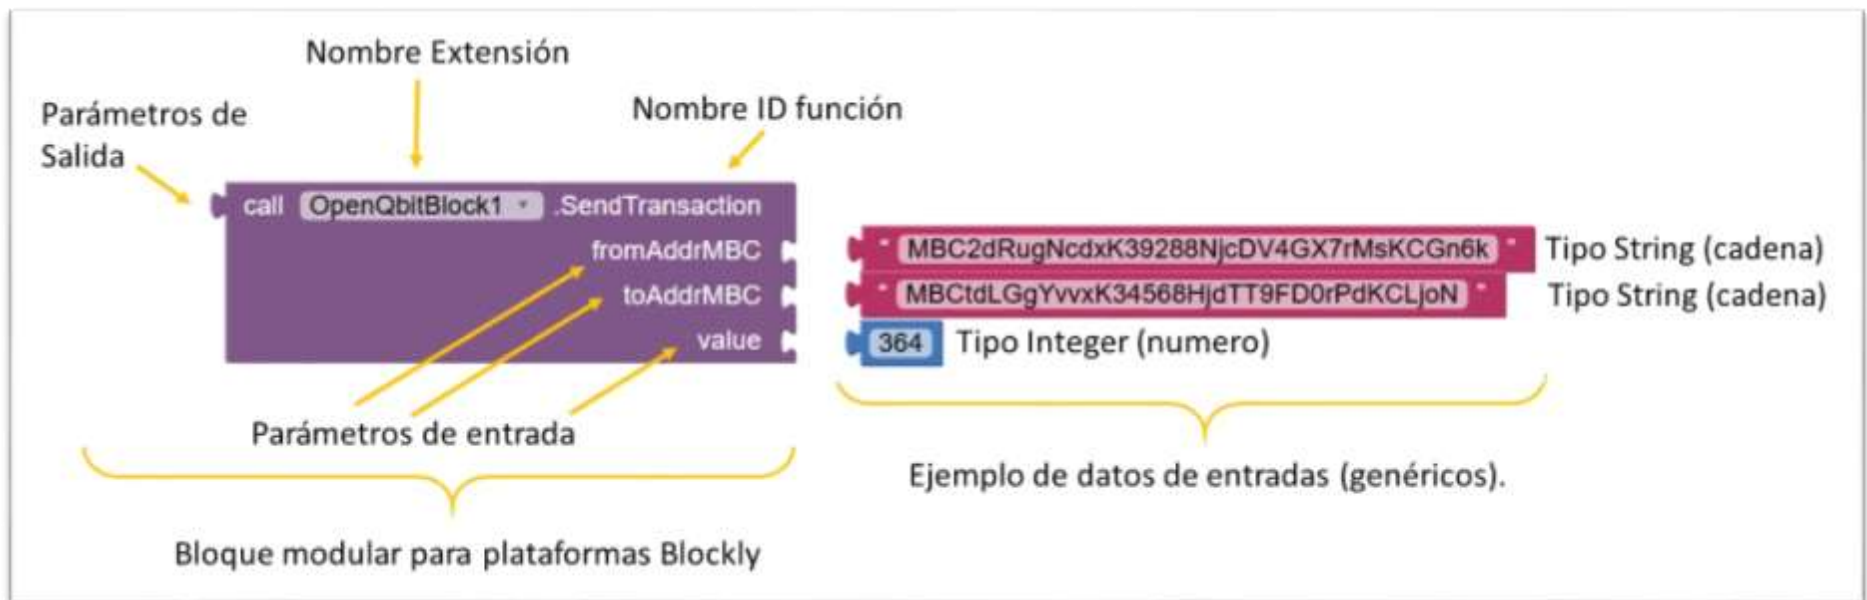 Nombre Extensión
Parámetros de
Salida
Nombre ID función
call OpenQbitBlock1 .SendTransaction
fromAddrMBC
" MBC2dRugNcdxK39288NjcDV4GX7rMsKCGn6k " Tipo String (cadena)
toAddrMBC
" MBCtdLGgYvvxK34568HjdTT9FD0rPdKCLjoN " Tipo String (cadena)
value
364 Tipo Integer (numero)
Parámetros de entrada
Ejemplo de datos de entradas (genéricos).
Bloque modular para plataformas Blockly